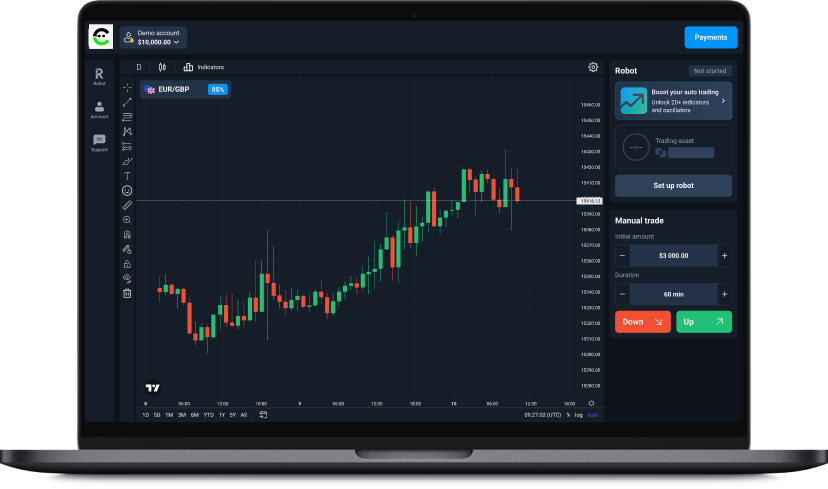 Demo account
$10,000.00
Payments
D
Indicators
Robot
Account
Support
EUR/GBP
85%
15460.00
15450.00
15440.00
15430.00
15420.00
15410.00
15416.12
15390.00
15380.00
15370.00
15360.00
15350.00
15340.00
15330.00
15320.00
15310.00
15300.00
15290.00
15280.00
8
06:00
12:00
18:00
9
06:00
12:00
18:00
10
06:00
12:00
18:00
1D 5D 1M 3M 6M YTD 1Y 5Y All
09:27:02 (UTC) % log auto
Robot
Not started
Boost your auto trading
Unlock 20+ indicators
and oscillators
--:--
Trading asset
Set up robot
Manual trade
Initial amount
− $3 000.00 +
Duration
− 60 min +
Down
Up